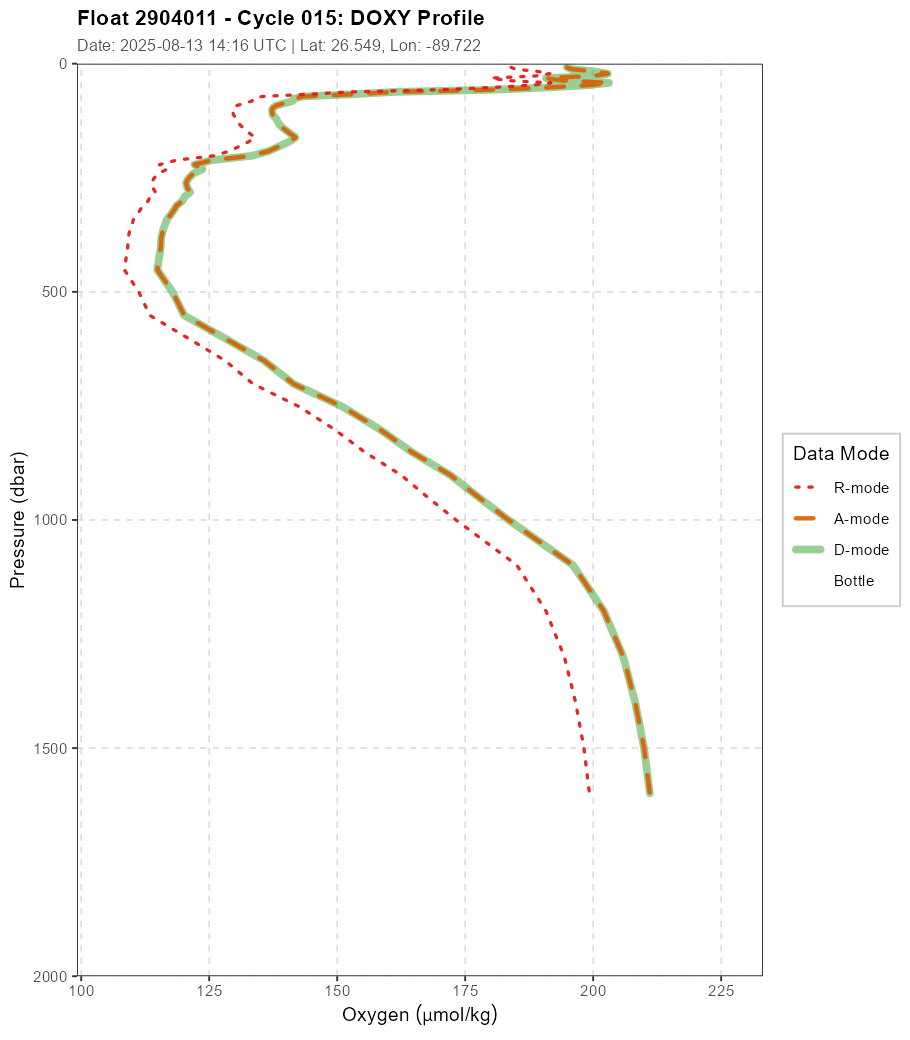 Float 2904011 - Cycle 015: DOXY Profile
Date: 2025-08-13 14:16 UTC | Lat: 26.549, Lon: -89.722
0
500
1000
1500
2000
Pressure (dbar)
100 125 150 175 200 225
Oxygen (μmol/kg)
Data Mode
R-mode
A-mode
D-mode
Bottle